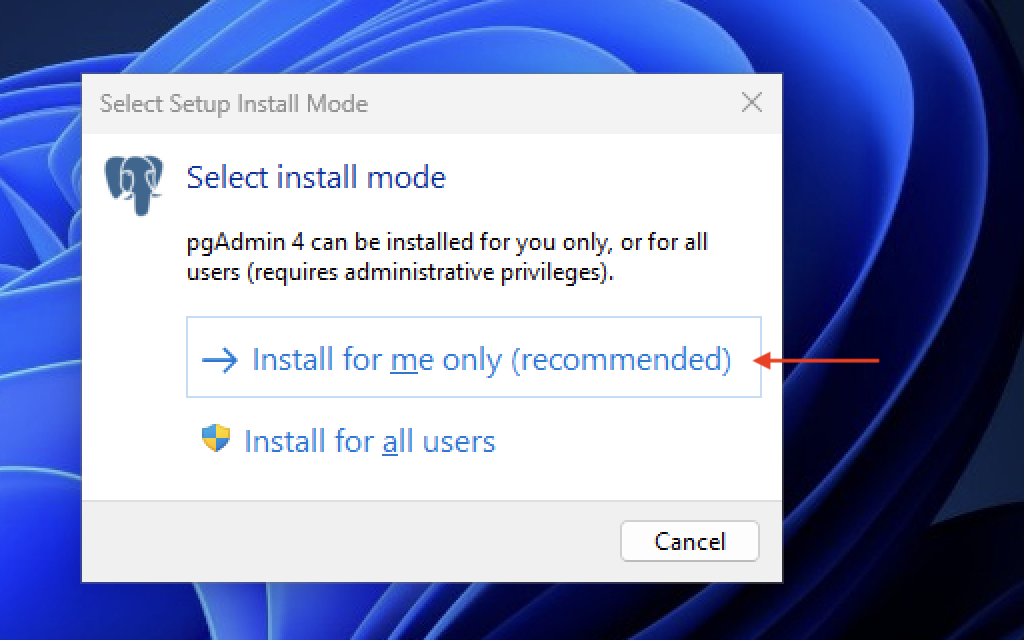 Select Setup Install Mode
Select install mode
pgAdmin 4 can be installed for you only, or for all
users (requires administrative privileges).
Install for me only (recommended)
Install for all users
Cancel